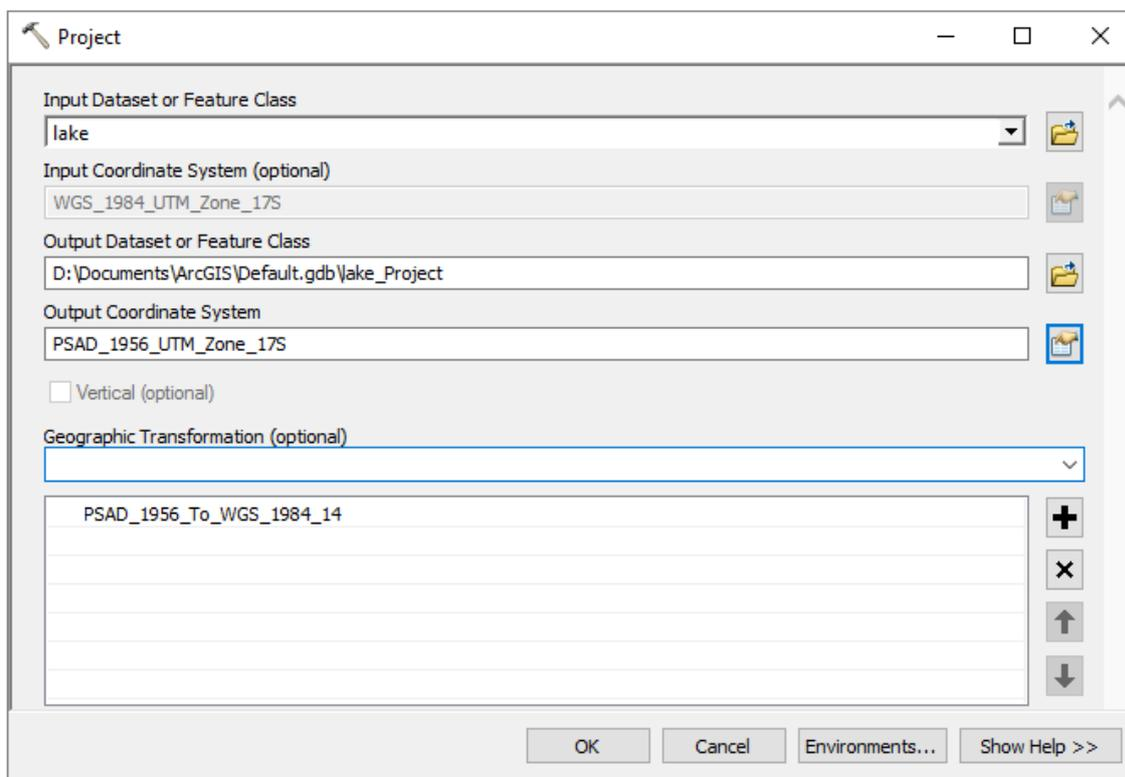 Project
Input Dataset or Feature Class
lake
Input Coordinate System (optional)
WGS_1984_UTM_Zone_17S
Output Dataset or Feature Class
D:\Documents\ArcGIS\Default.gdb\lake_Project
Output Coordinate System
PSAD_1956_UTM_Zone_17S
Vertical (optional)
Geographic Transformation (optional)
PSAD_1956_To_WGS_1984_14
OK Cancel Environments... Show Help >>